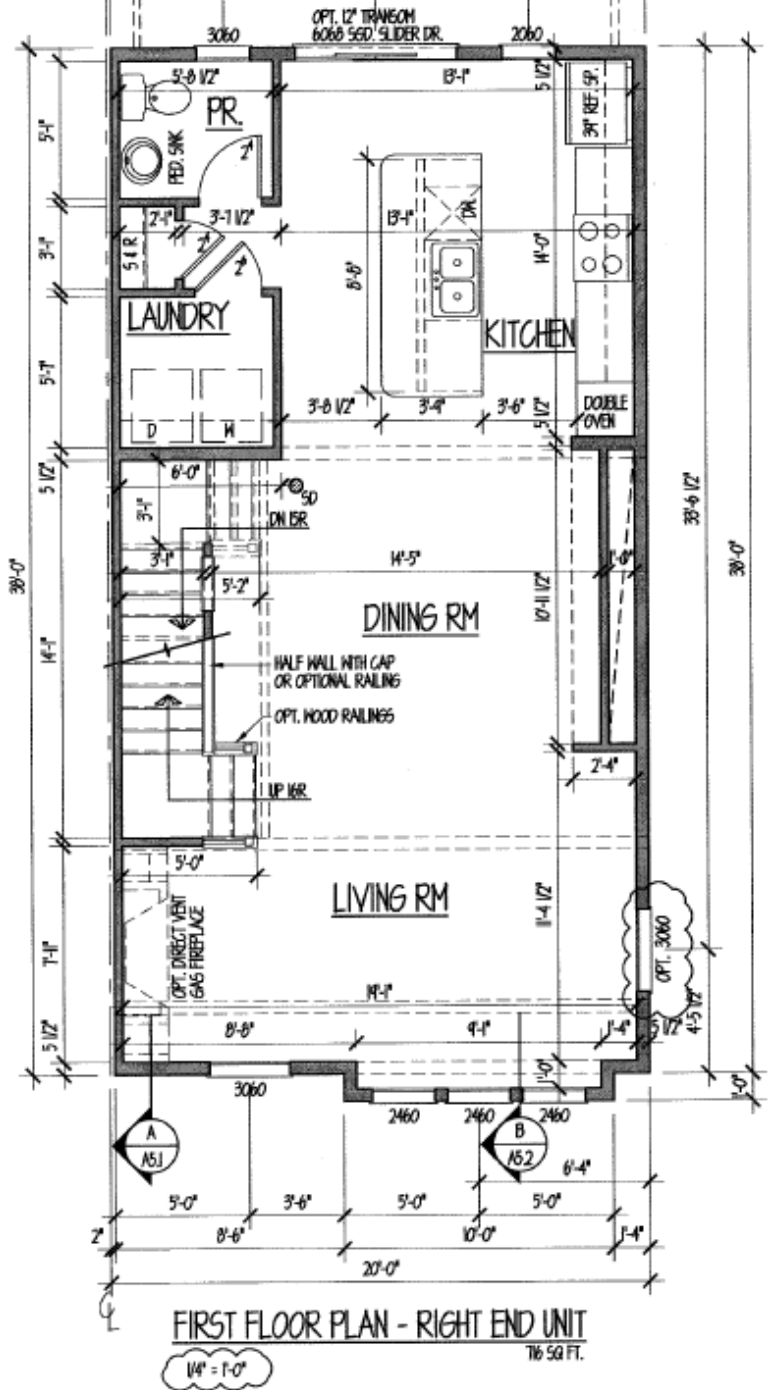 OPT. 12" TRANSOM
3060 6068 SGD. SLIDER DR. 2060
5'-8 1/2" 13'-1" 5 1/2"
PR. 39" REF. SP.
5'-1" PED. SINK
2"
DW.
2'-1" 3'-7 1/2" 13'-1" 14'-0"
3'-1" S & R 2" 2"
8'-8"
LAUNDRY KITCHEN
5'-7"
3'-8 1/2" 3'-4" 3'-6" 5 1/2" DOUBLE
OVEN
D W
5 1/2" 6'-0" SD 33'-6 1/2"
3'-1" DN 15R
38'-0" 3'-1" 14'-5" 1'-0" 38'-0"
5'-2" 10'-11 1/2"
DINING RM
14'-1" HALF WALL WITH CAP
OR OPTIONAL RAILING
OPT. WOOD RAILINGS
2'-4"
UP 16R
5'-0"
LIVING RM 11'-4 1/2"
OPT. DIRECT VENT
GAS FIREPLACE
OPT. 3060
7'-11" 19'-1"
5 1/2" 8'-8" 9'-1" 1'-4" 5 1/2" 4'-5 1/2"
1'-0" 1'-0"
3060
2460 2460 2460
A B
A5.1 A5.2
6'-4"
5'-0" 3'-6" 5'-0" 5'-0"
2" 8'-6" 10'-0" 1'-4"
20'-0"
FIRST FLOOR PLAN - RIGHT END UNIT
716 SQ FT.
1/4" = 1'-0"